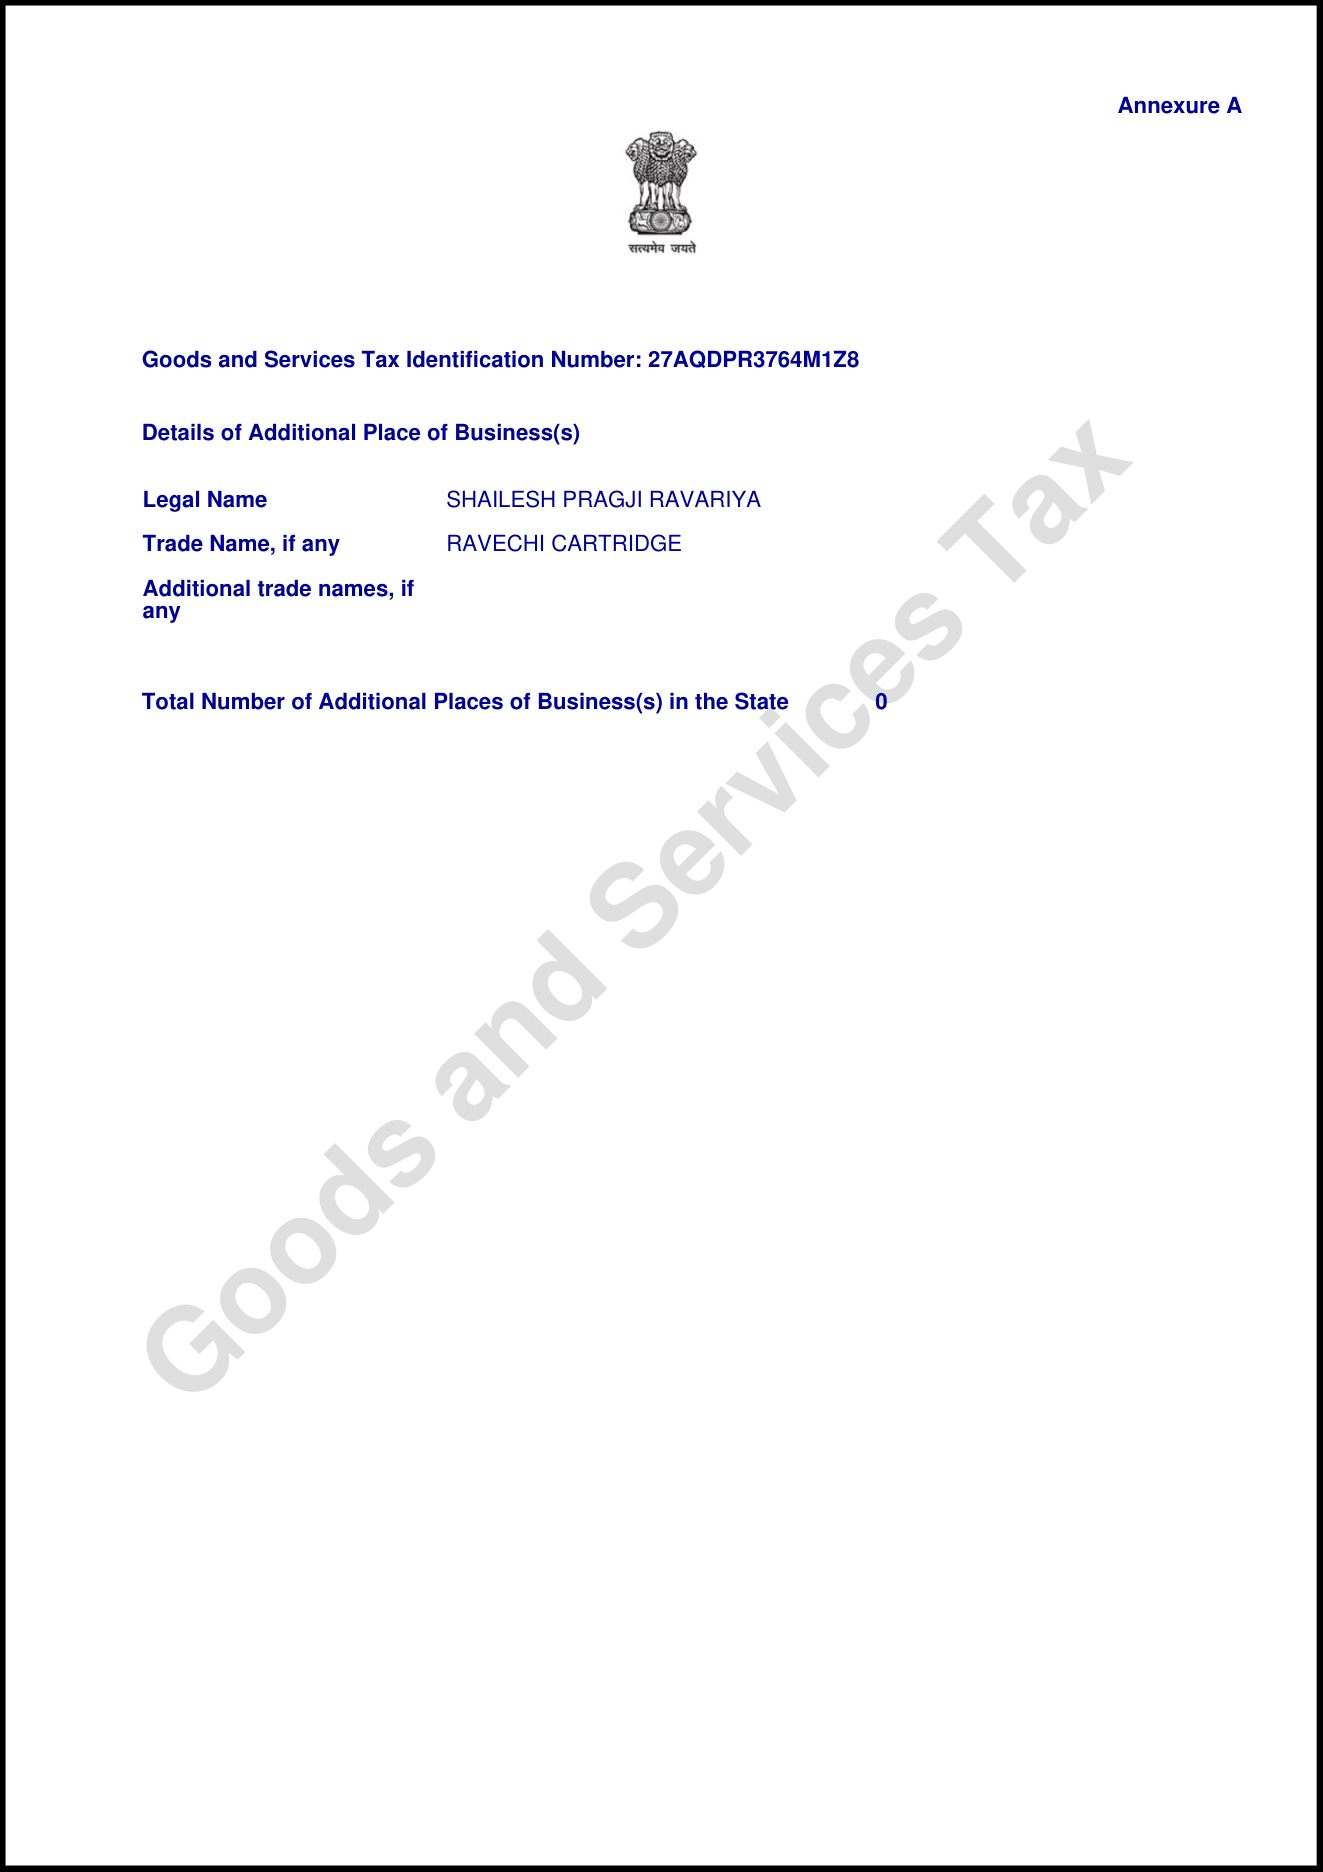 Annexure A
सत्यमेव जयते
Goods and Services Tax Identification Number: 27AQDPR3764M1Z8
Details of Additional Place of Business(s)
Legal Name SHAILESH PRAGJI RAVARIYA
Trade Name, if any RAVECHI CARTRIDGE
Additional trade names, if
any
Total Number of Additional Places of Business(s) in the State 0
Goods and Services Tax